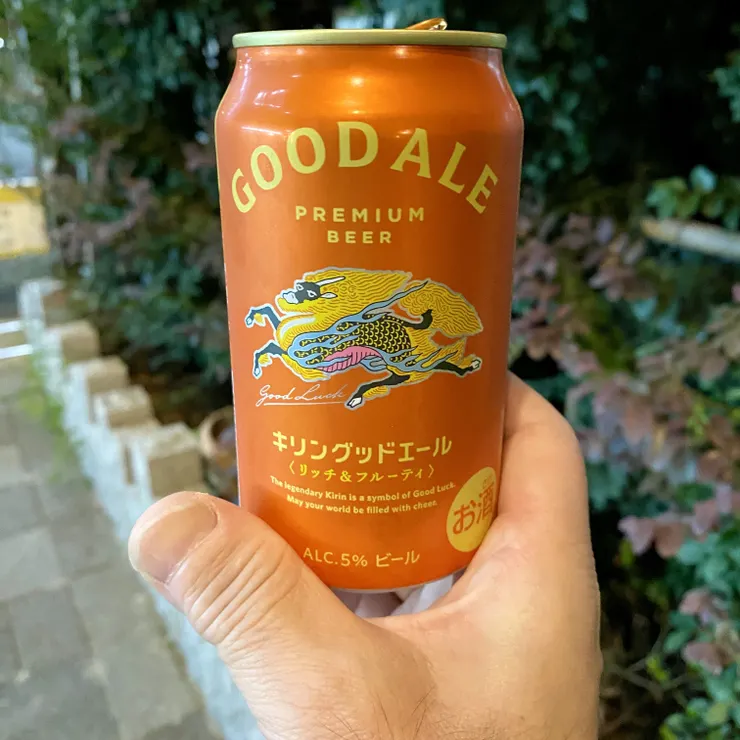 GOOD ALE
PREMIUM
BEER
Good Luck
キリングッドエール
〈リッチ&フルーティ〉
The legendary Kirin is a symbol of Good Luck.
May your world be filled with cheer.
お酒
ALC.5% ビール